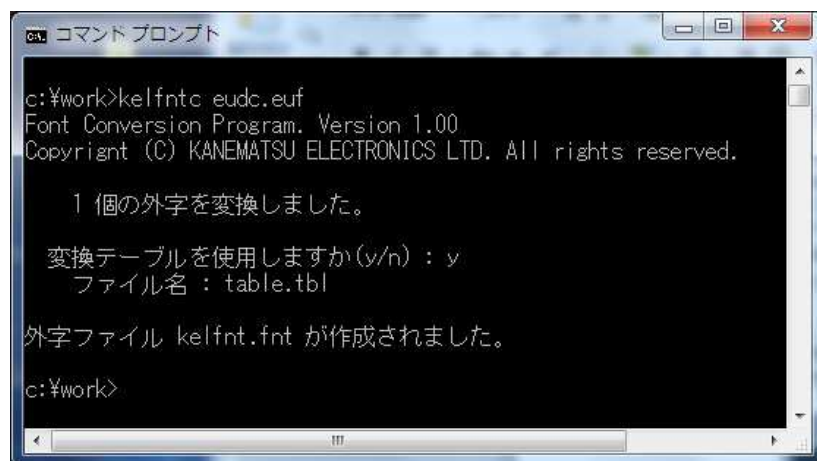 コマンド プロンプト
c:¥work>kelfntc eudc.euf
Font Conversion Program. Version 1.00
Copyrignt (C) KANEMATSU ELECTRONICS LTD. All rights reserved.
1 個の外字を変換しました。
変換テーブルを使用しますか(y/n) : y
ファイル名 : table.tbl
外字ファイル kelfnt.fnt が作成されました。
c:¥work>